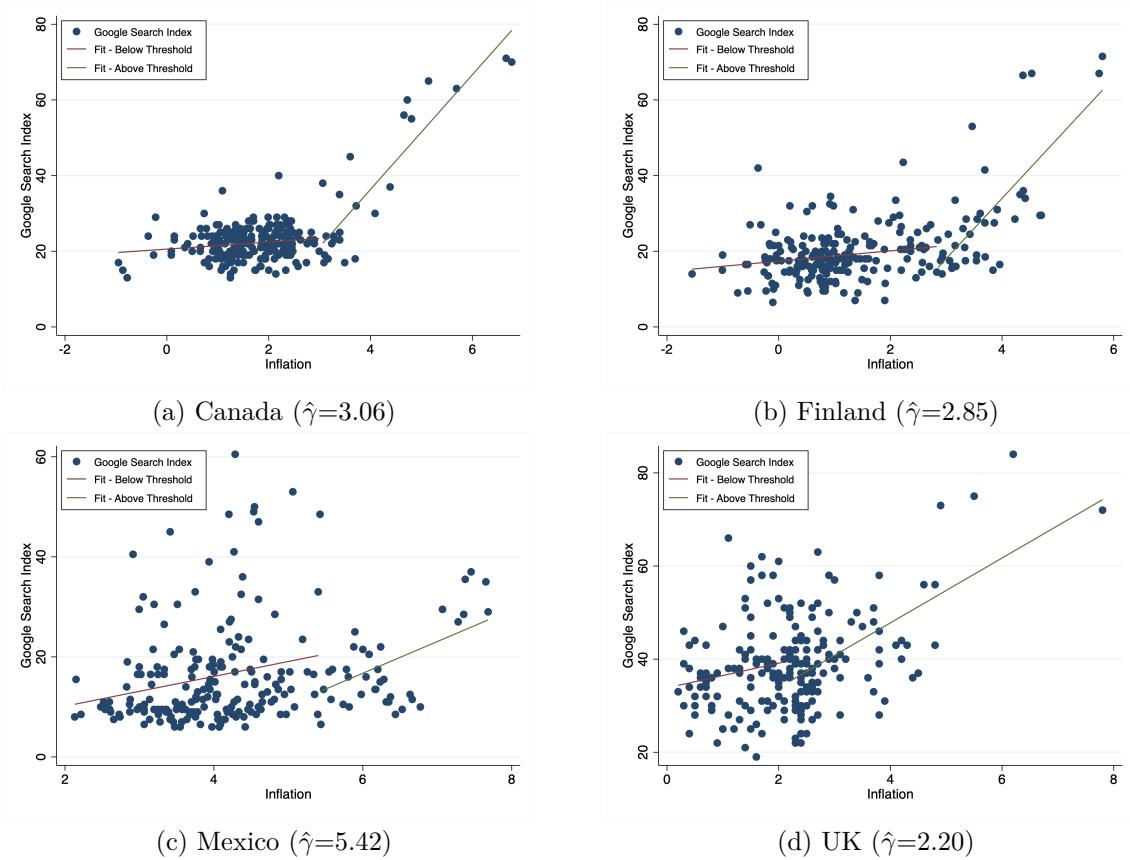 80
60
40
20
0
Google Search Index
Google Search Index
Fit - Below Threshold
Fit - Above Threshold
-2
0
2
4
6
Inflation
(a) Canada (γ̂=3.06)
80
60
40
20
0
Google Search Index
Google Search Index
Fit - Below Threshold
Fit - Above Threshold
-2
0
2
4
6
Inflation
(b) Finland (γ̂=2.85)
60
40
20
0
Google Search Index
Google Search Index
Fit - Below Threshold
Fit - Above Threshold
2
4
6
8
Inflation
(c) Mexico (γ̂=5.42)
80
60
40
20
Google Search Index
Google Search Index
Fit - Below Threshold
Fit - Above Threshold
0
2
4
6
8
Inflation
(d) UK (γ̂=2.20)